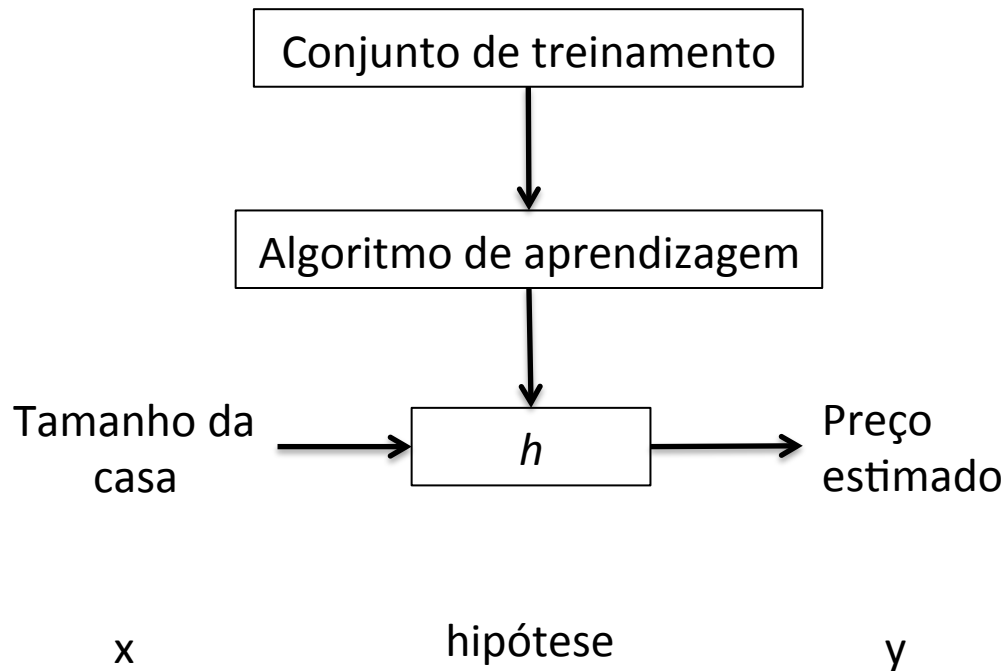 Conjunto de treinamento
Algoritmo de aprendizagem
Tamanho da
casa
h
Preço
estimado
x
hipótese
y